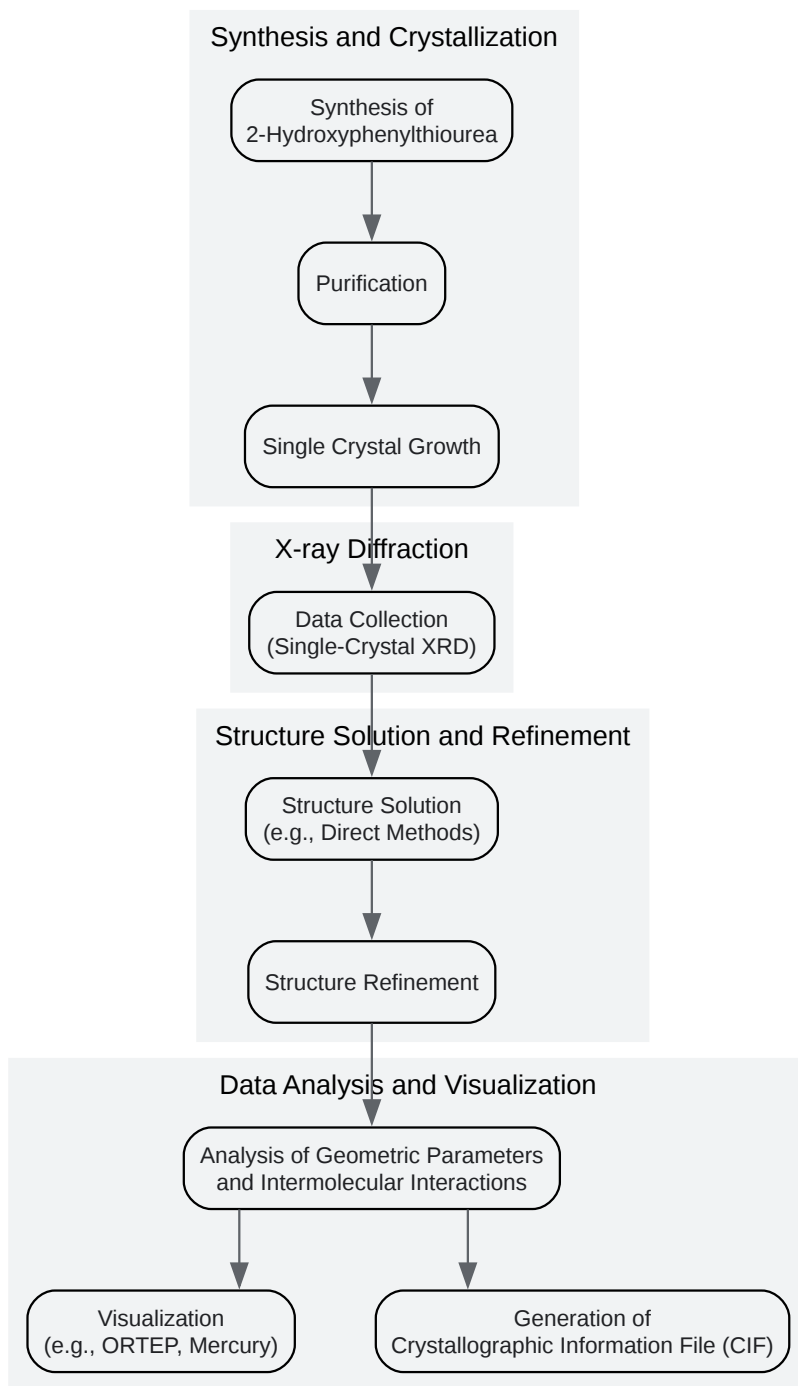 Synthesis and Crystallization
Synthesis of
2-Hydroxyphenylthiourea
Purification
Single Crystal Growth
X-ray Diffraction
Data Collection
(Single-Crystal XRD)
Structure Solution and Refinement
Structure Solution
(e.g., Direct Methods)
Structure Refinement
Data Analysis and Visualization
Analysis of Geometric Parameters
and Intermolecular Interactions
Visualization
(e.g., ORTEP, Mercury)
Generation of
Crystallographic Information File (CIF)